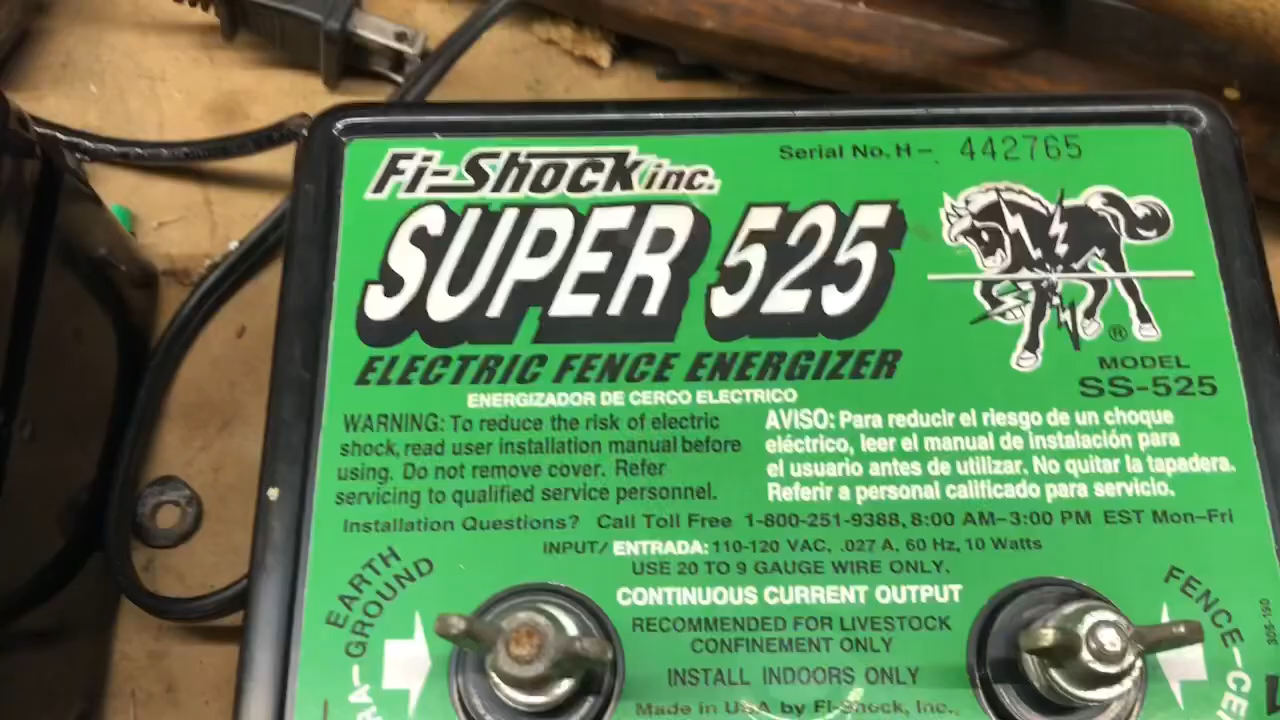 Fi-Shock inc.
Serial No. H- 442765
SUPER 525
ELECTRIC FENCE ENERGIZER
®
MODEL
SS-525
ENERGIZADOR DE CERCO ELECTRICO
WARNING: To reduce the risk of electric
shock, read user installation manual before
using. Do not remove cover. Refer
servicing to qualified service personnel.
AVISO: Para reducir el riesgo de un choque
eléctrico, leer el manual de instalación para
el usuario antes de utilizar. No quitar la tapadera.
Referir a personal calificado para servicio.
Installation Questions? Call Toll Free 1-800-251-9388, 8:00 AM-3:00 PM EST Mon-Fri
INPUT/ ENTRADA: 110-120 VAC, .027 A, 60 Hz, 10 Watts
USE 20 TO 9 GAUGE WIRE ONLY.
CONTINUOUS CURRENT OUTPUT
RECOMMENDED FOR LIVESTOCK
CONFINEMENT ONLY
INSTALL INDOORS ONLY
Made in USA by Fi-Shock, Inc.,
EARTH
GROUND
FENCE-CE